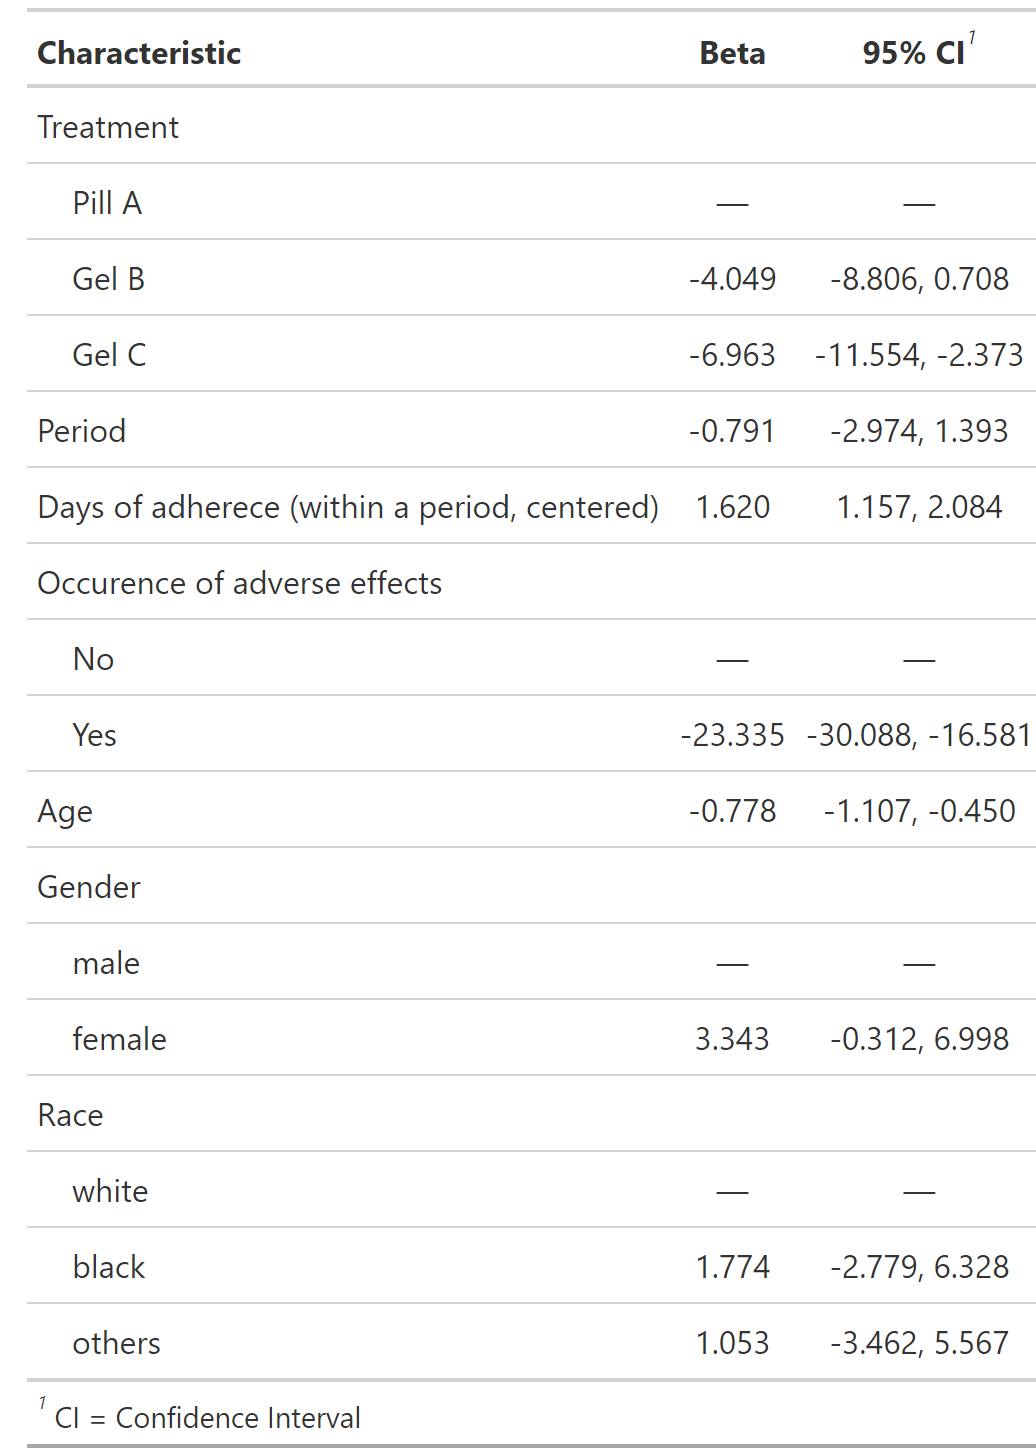 Characteristic Beta 95% CI1
Treatment
Pill A — —
Gel B -4.049 -8.806, 0.708
Gel C -6.963 -11.554, -2.373
Period -0.791 -2.974, 1.393
Days of adherece (within a period, centered) 1.620 1.157, 2.084
Occurence of adverse effects
No — —
Yes -23.335 -30.088, -16.581
Age -0.778 -1.107, -0.450
Gender
male — —
female 3.343 -0.312, 6.998
Race
white — —
black 1.774 -2.779, 6.328
others 1.053 -3.462, 5.567
1 CI = Confidence Interval